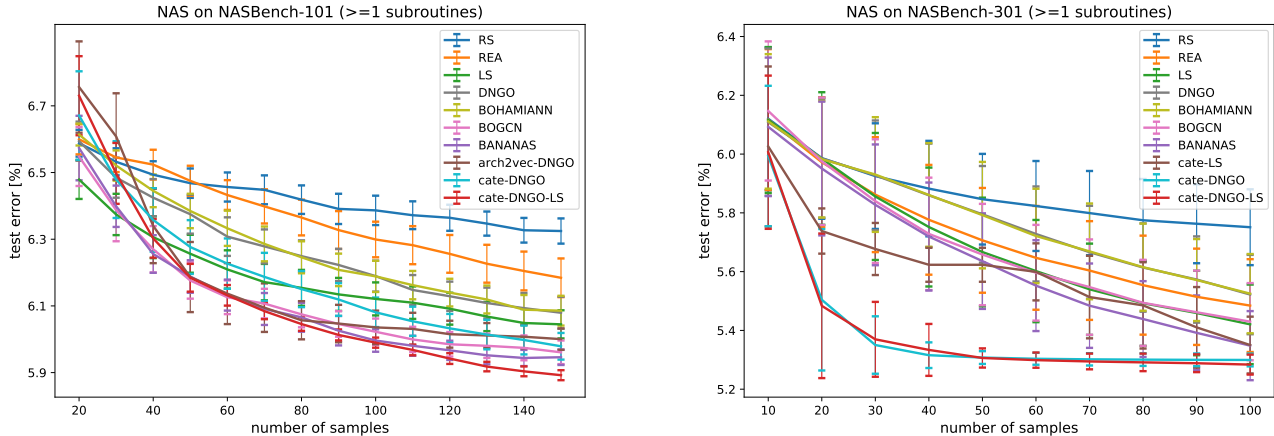 NAS on NASBench-101 (>=1 subroutines)
test error [%]
6.7
6.5
6.3
6.1
5.9
20
40
60
80
100
120
140
number of samples
RS
REA
LS
DNGO
BOHAMIANN
BOGCN
BANANAS
arch2vec-DNGO
cate-DNGO
cate-DNGO-LS
NAS on NASBench-301 (>=1 subroutines)
test error [%]
6.4
6.2
6.0
5.8
5.6
5.4
5.2
10
20
30
40
50
60
70
80
90
100
number of samples
RS
REA
LS
DNGO
BOHAMIANN
BOGCN
BANANAS
cate-LS
cate-DNGO
cate-DNGO-LS